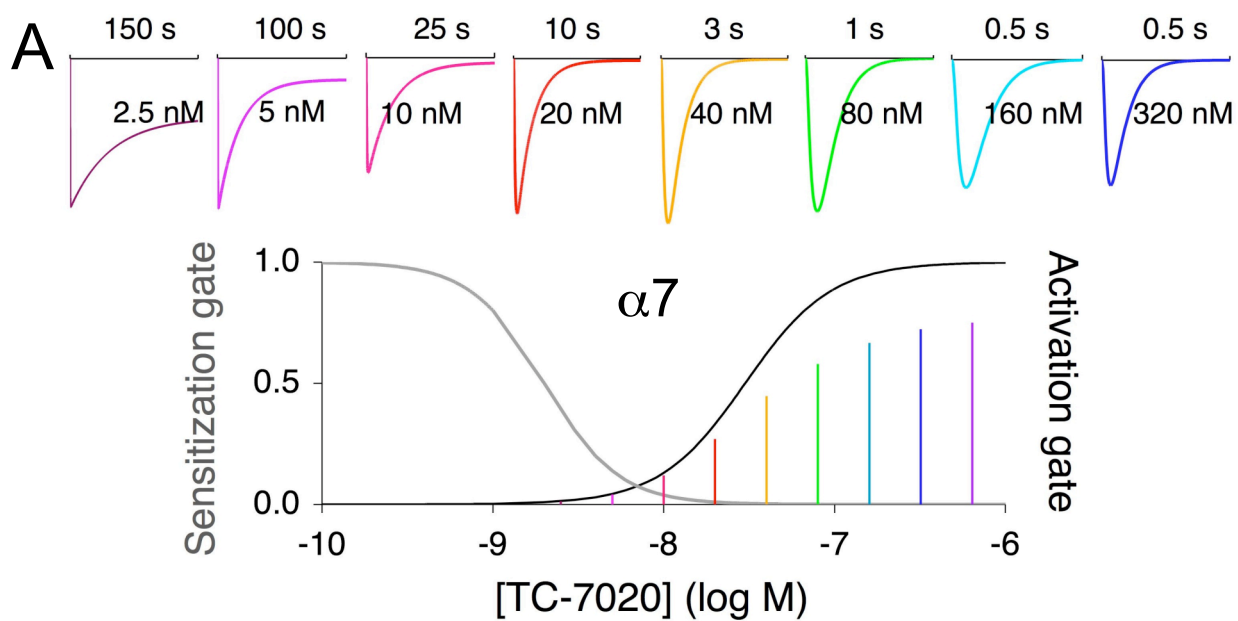 A
150 s 100 s 25 s 10 s 3 s 1 s 0.5 s 0.5 s
2.5 nM 5 nM 10 nM 20 nM 40 nM 80 nM 160 nM 320 nM
Sensitization gate
1.0
0.5
0.0
α7
Activation gate
-10 -9 -8 -7 -6
[TC-7020] (log M)